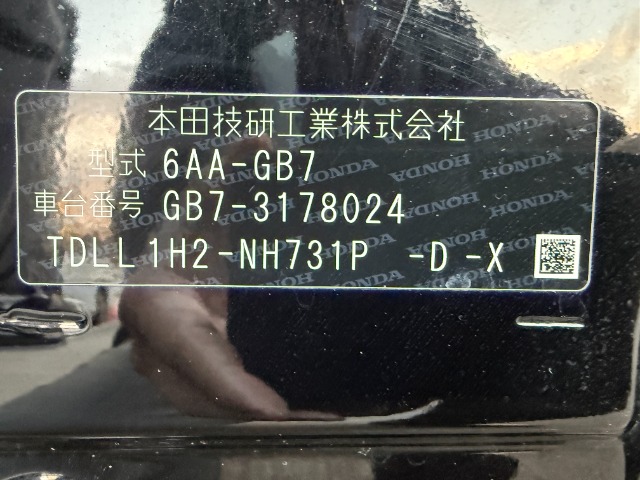 本田技研工業株式会社
型式 6AA-GB7
車台番号 GB7-3178024
TDLL1H2-NH731P -D-X